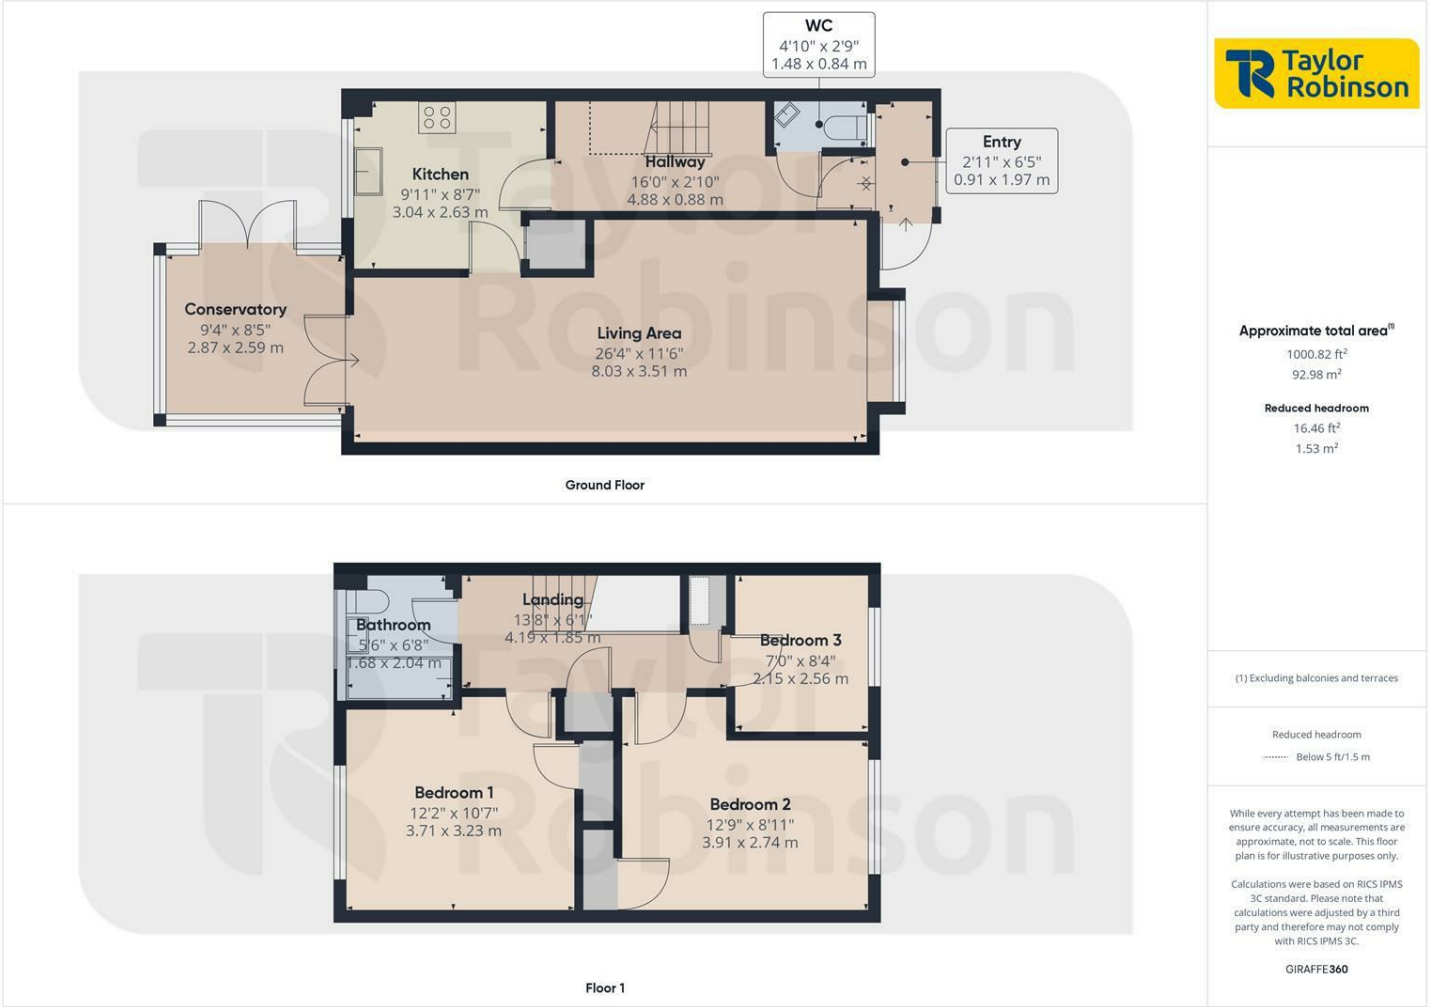 WC
4'10" x 2'9"
1.48 x 0.84 m
Entry
2'11" x 6'5"
0.91 x 1.97 m
Kitchen
9'11" x 8'7"
3.04 x 2.63 m
Hallway
16'0" x 2'10"
4.88 x 0.88 m
Conservatory
9'4" x 8'5"
2.87 x 2.59 m
Living Area
26'4" x 11'6"
8.03 x 3.51 m
Taylor
Robinson
Ground Floor
Landing
13'8" x 6'1"
4.19 x 1.85 m
Bathroom
5'6" x 6'8"
1.68 x 2.04 m
Bedroom 3
7'0" x 8'4"
2.15 x 2.56 m
Bedroom 1
12'2" x 10'7"
3.71 x 3.23 m
Bedroom 2
12'9" x 8'11"
3.91 x 2.74 m
Taylor
Robinson
Floor 1
Taylor
Robinson
Approximate total area(1)
1000.82 ft²
92.98 m²
Reduced headroom
16.46 ft²
1.53 m²
(1) Excluding balconies and terraces
Reduced headroom
Below 5 ft/1.5 m
While every attempt has been made to
ensure accuracy, all measurements are
approximate, not to scale. This floor
plan is for illustrative purposes only.
Calculations were based on RICS IPMS
3C standard. Please note that
calculations were adjusted by a third
party and therefore may not comply
with RICS IPMS 3C.
GIRAFFE360